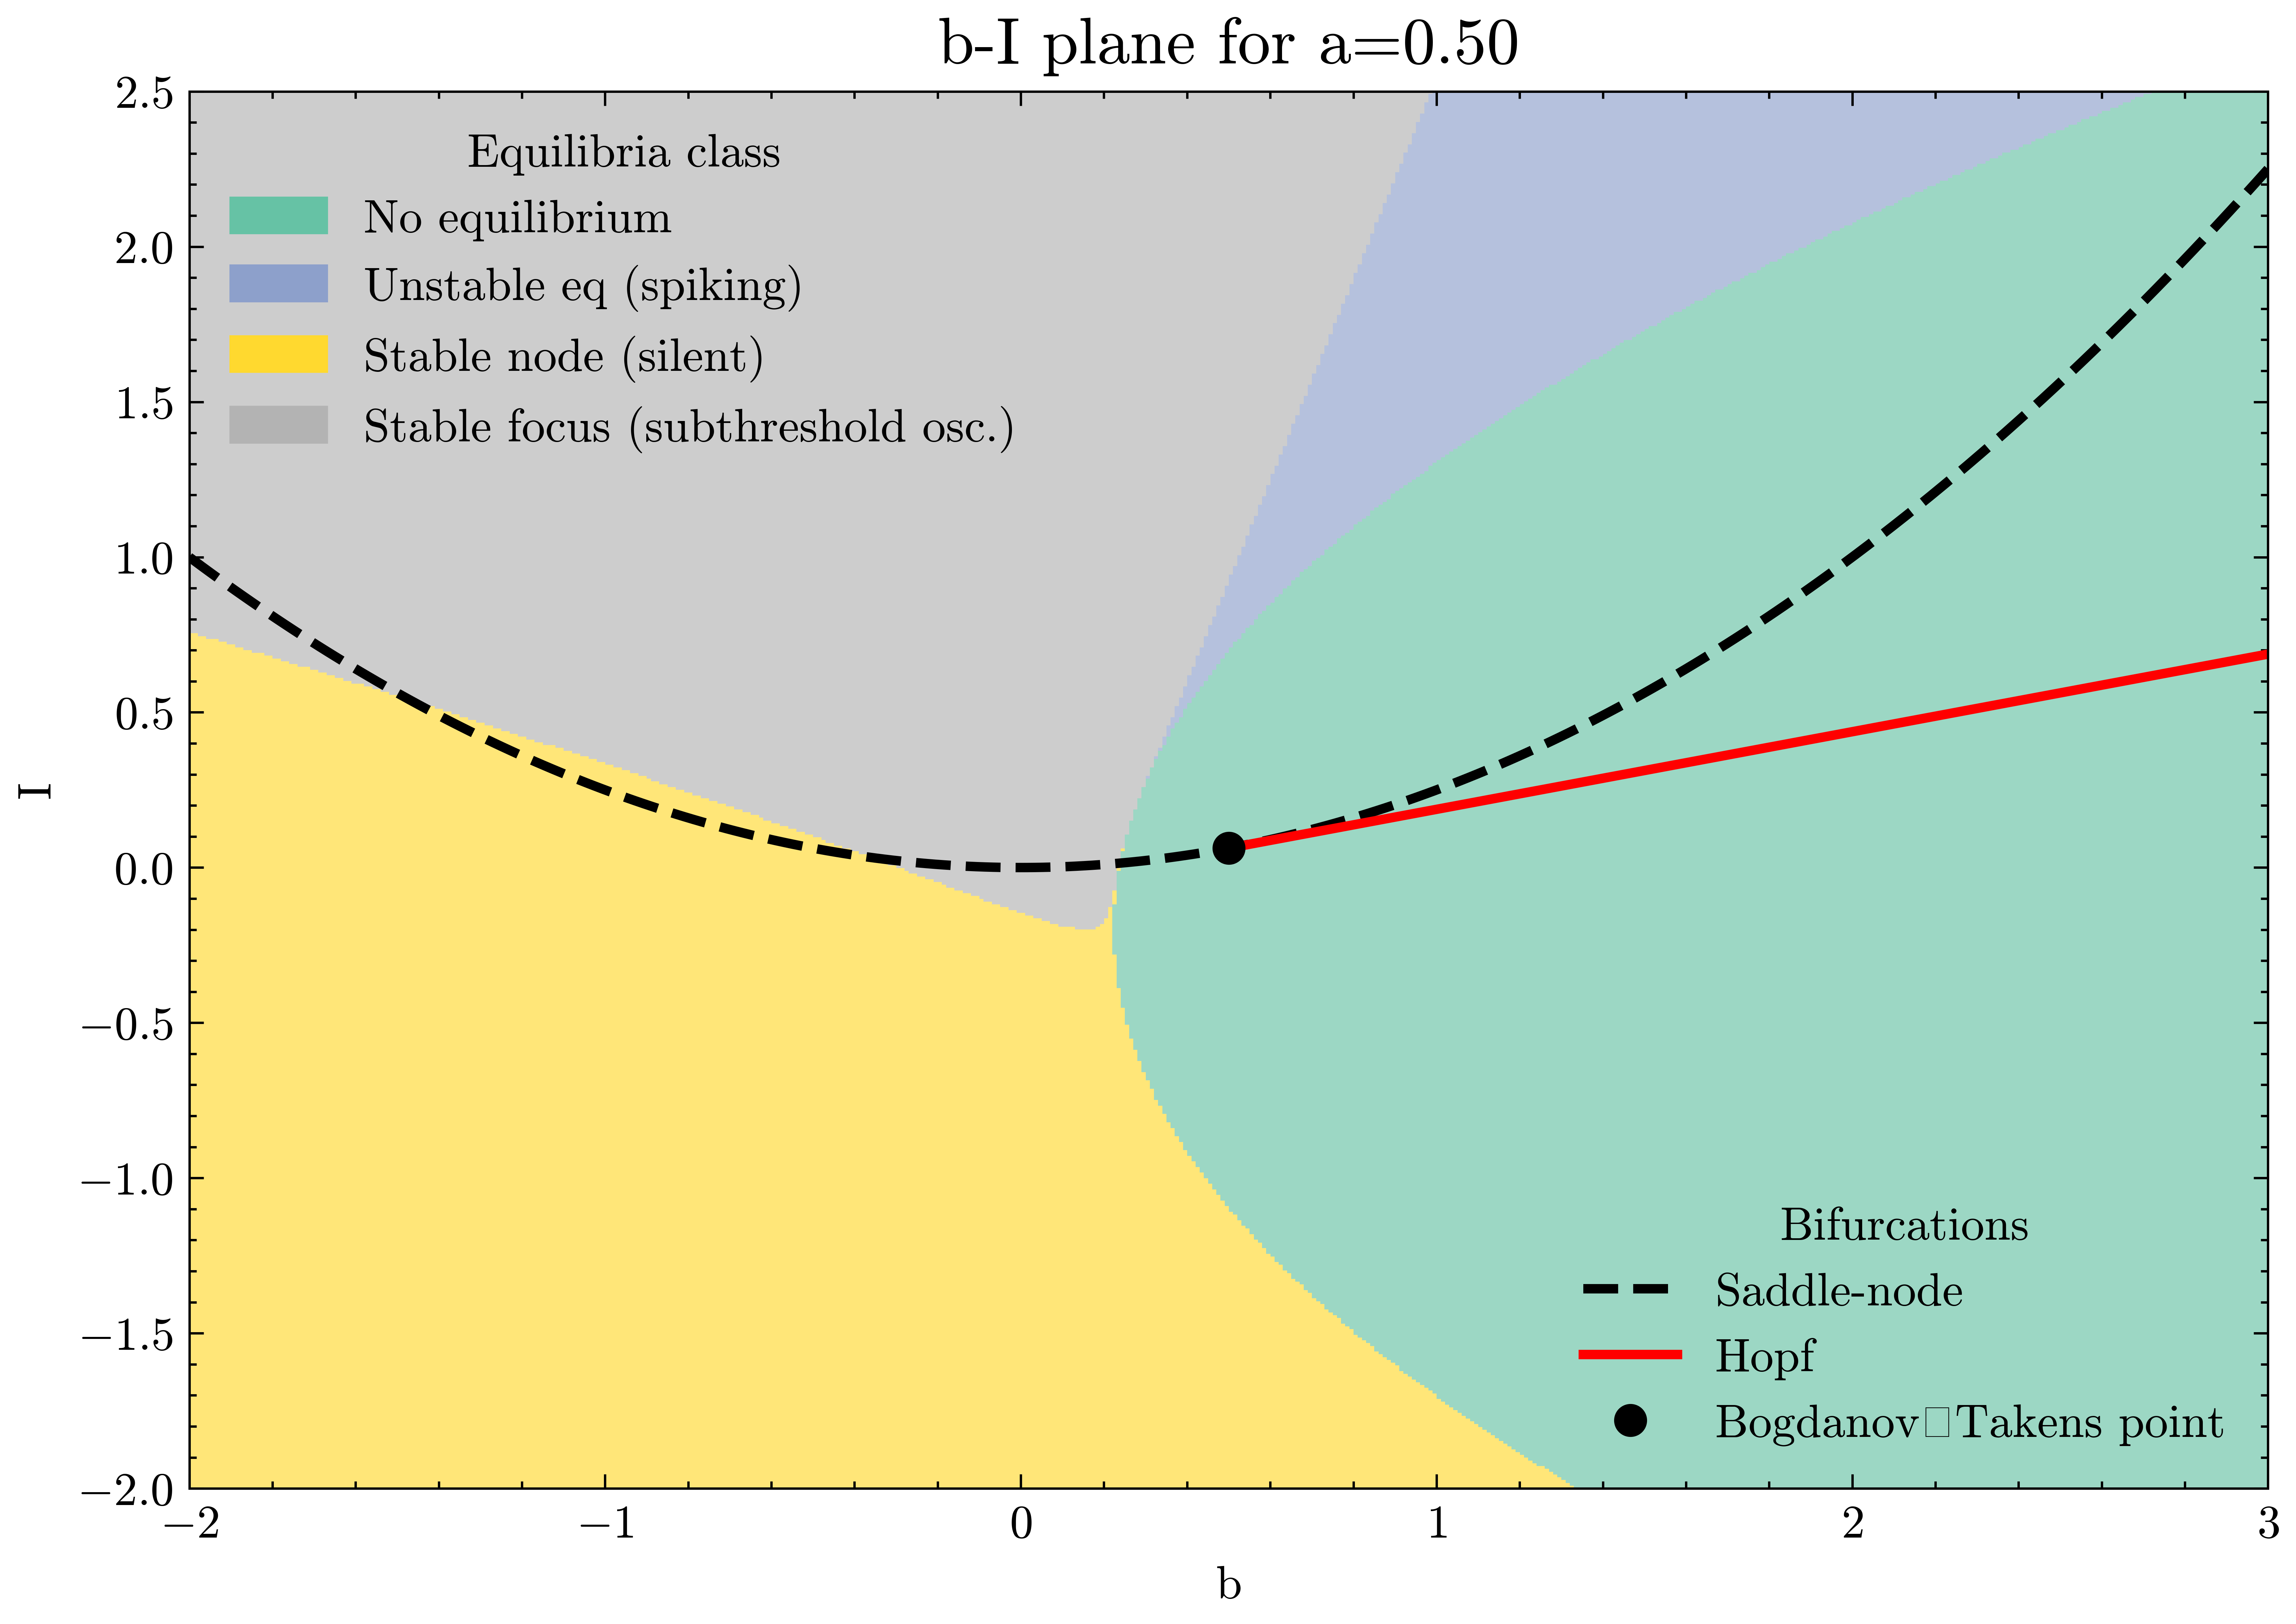 b-I plane for a=0.50
2.5
2.0
1.5
1.0
0.5
0.0
−0.5
−1.0
−1.5
−2.0
I
Equilibria class
No equilibrium
Unstable eq (spiking)
Stable node (silent)
Stable focus (subthreshold osc.)
Bifurcations
Saddle-node
Hopf
Bogdanov□Takens point
−2
−1
0
1
2
3
b